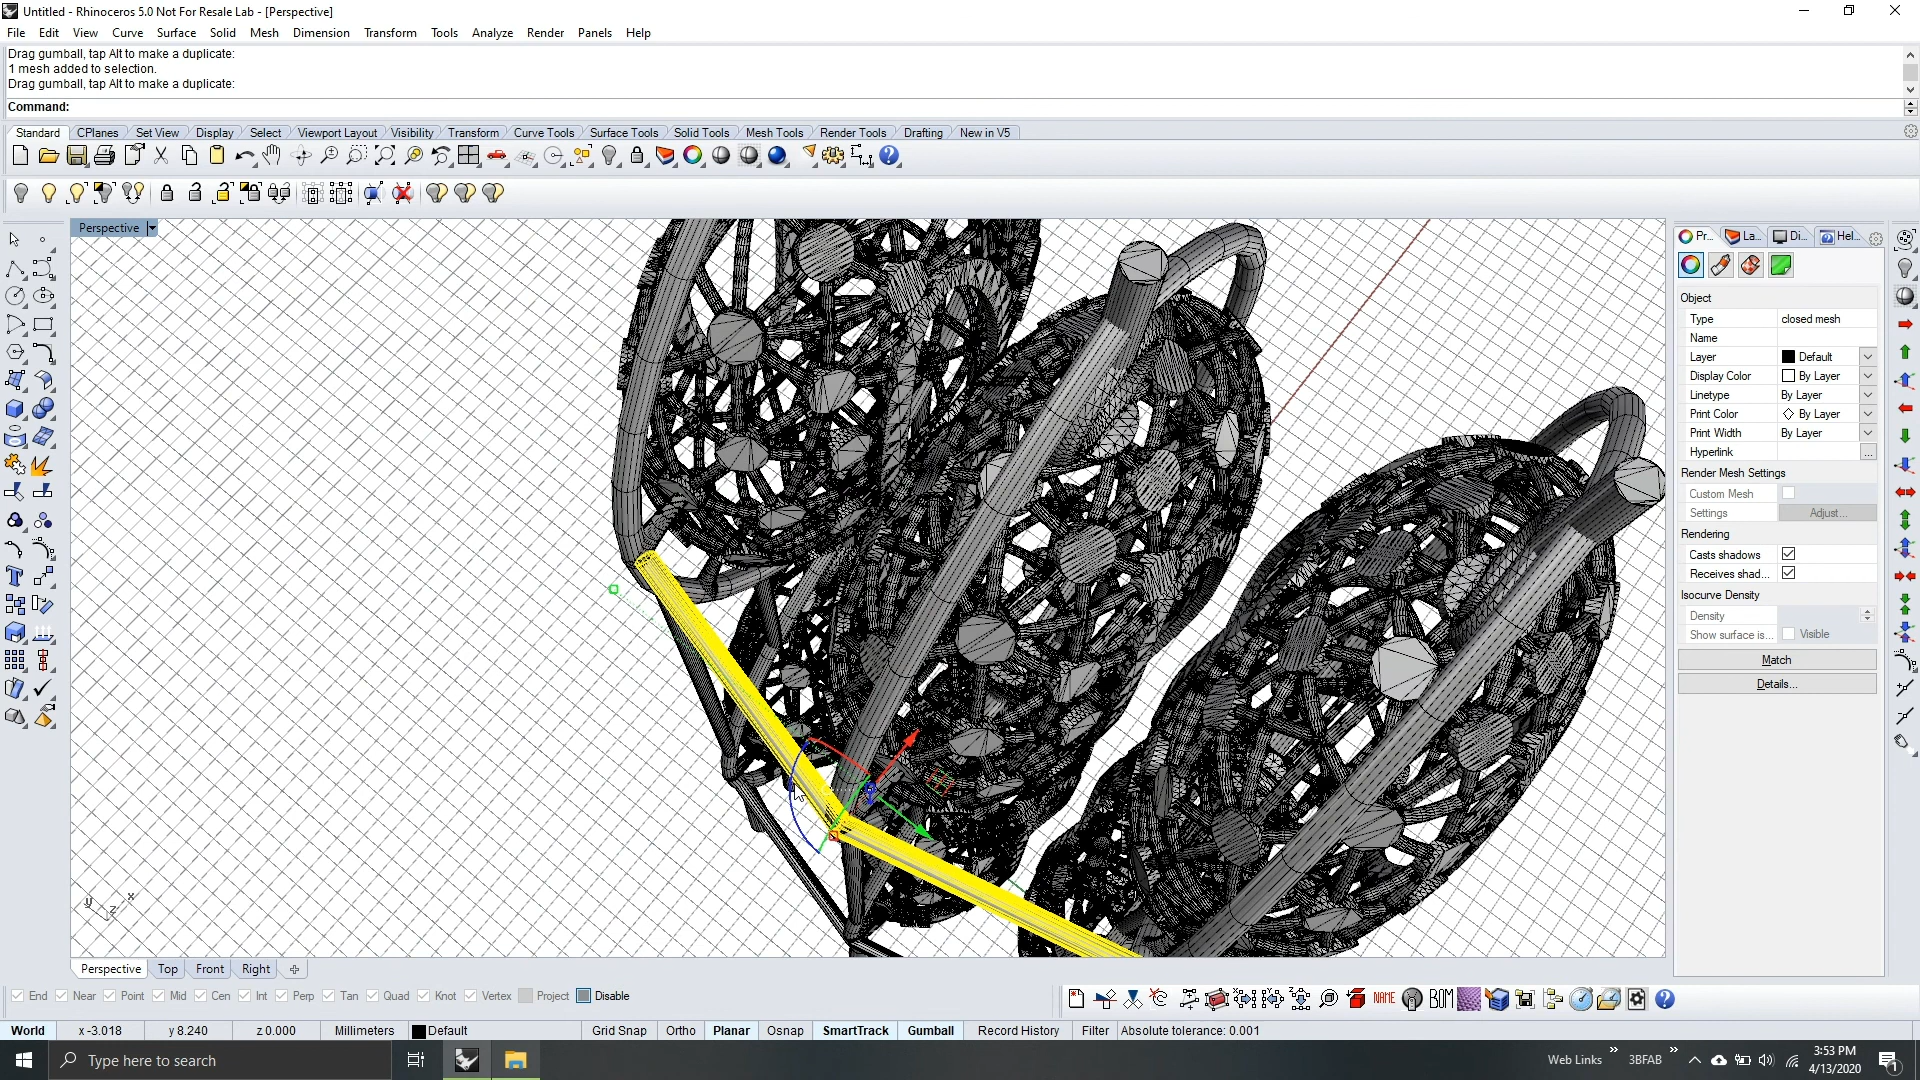 Untitled - Rhinoceros 5.0 Not For Resale Lab - [Perspective]
File Edit View Curve Surface Solid Mesh Dimension Transform Tools Analyze Render Panels Help
Drag gumball, tap Alt to make a duplicate:
1 mesh added to selection.
Drag gumball, tap Alt to make a duplicate:
Command:
Standard CPlanes Set View Display Select Viewport Layout Visibility Transform Curve Tools Surface Tools Solid Tools Mesh Tools Render Tools Drafting New in V5
Perspective
Pr... La... Di... Hel...
Object
Type closed mesh
Name
Layer Default
Display Color By Layer
Linetype By Layer
Print Color By Layer
Print Width By Layer
Hyperlink ...
Render Mesh Settings
Custom Mesh
Settings Adjust...
Rendering
Casts shadows
Receives shad...
Isocurve Density
Density
Show surface is... Visible
Match
Details...
y z x
Perspective Top Front Right
End Near Point Mid Cen Int Perp Tan Quad Knot Vertex Project Disable
NAME BOM
World x -3.018 y 8.240 z 0.000 Millimeters Default Grid Snap Ortho Planar Osnap SmartTrack Gumball Record History Filter Absolute tolerance: 0.001
Type here to search
Web Links » 3BFAB »
3:53 PM
4/13/2020
1